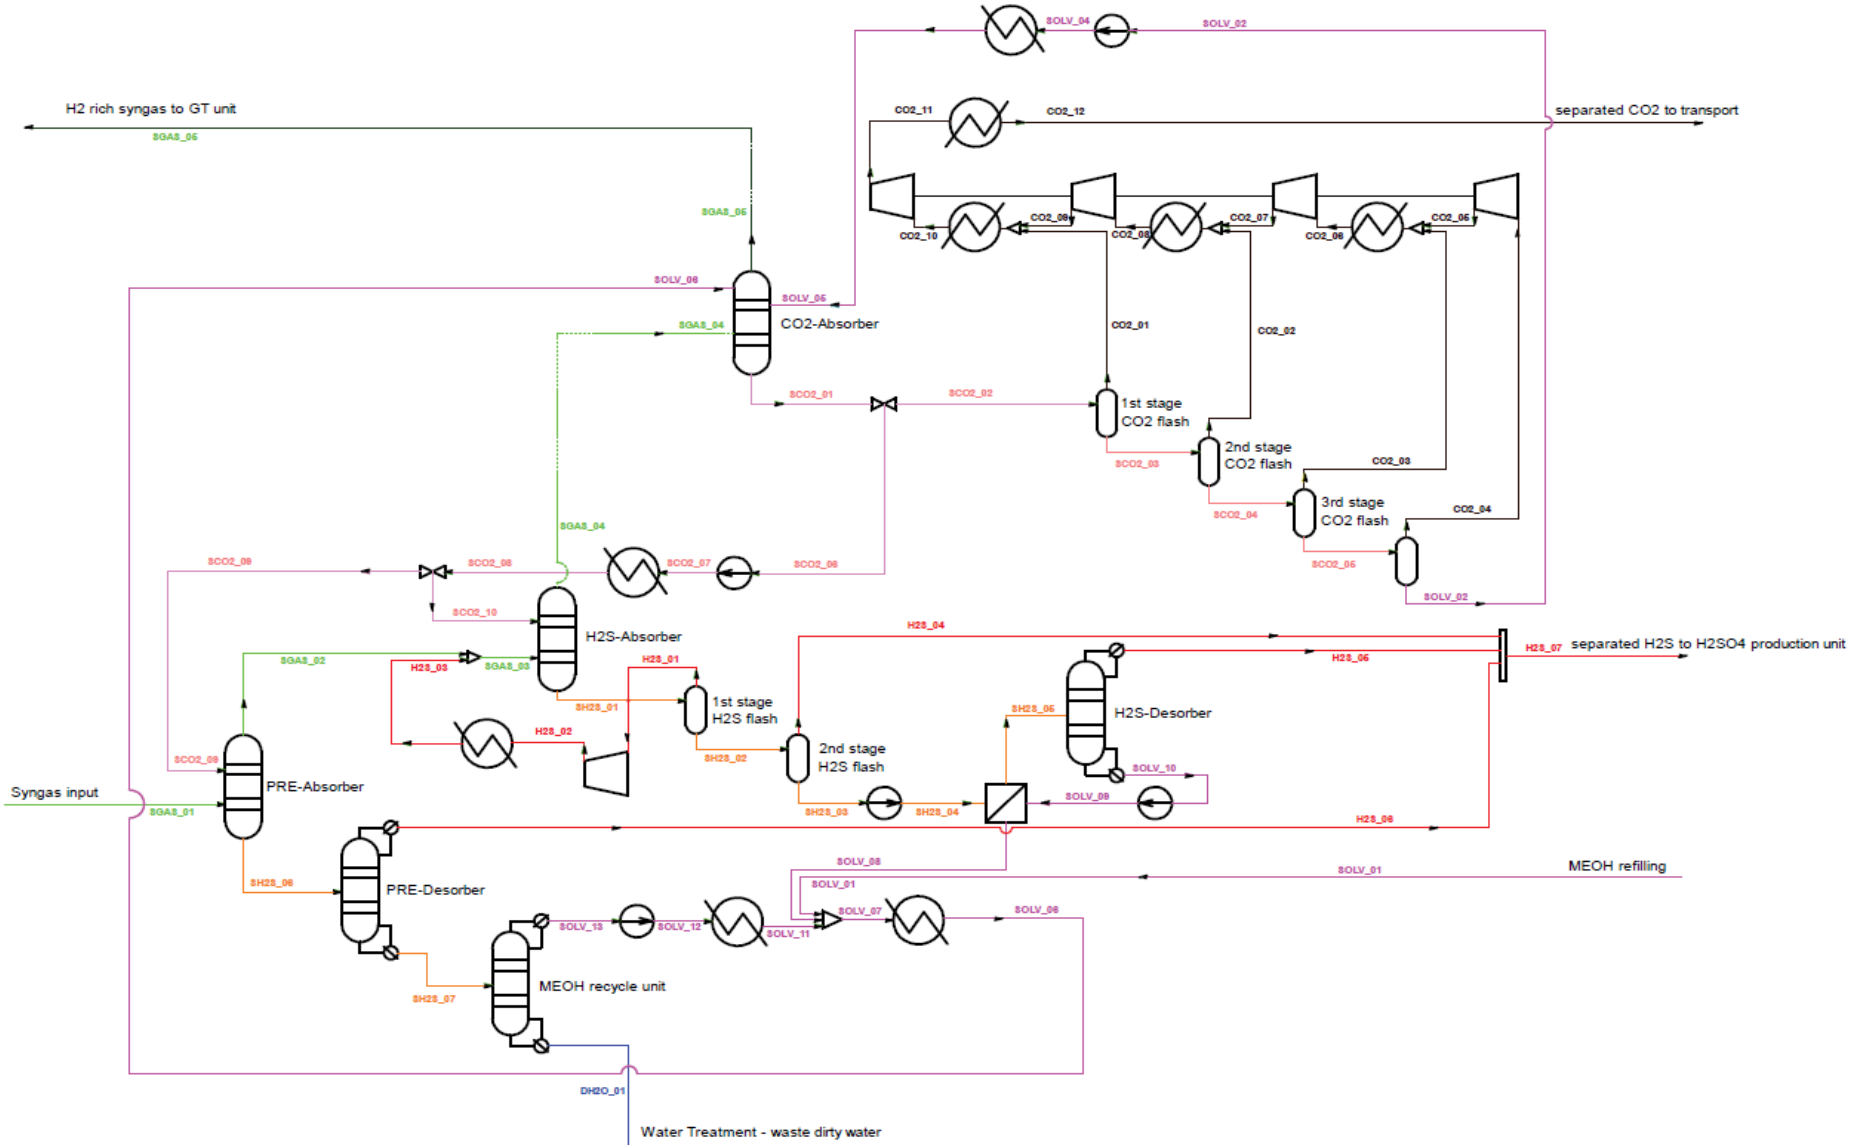 SOLV_04
SOLV_02
H2 rich syngas to GT unit
SGAS_05
CO2_11
CO2_12
separated CO2 to transport
SGAS_05
CO2_10
CO2_09
CO2_08
CO2_07
CO2_06
CO2_05
SOLV_06
SOLV_05
SGAS_04
CO2-Absorber
CO2_01
CO2_02
SCO2_01
SCO2_02
1st stage
CO2 flash
SCO2_03
2nd stage
CO2 flash
CO2_03
SCO2_04
3rd stage
CO2 flash
CO2_04
SCO2_05
SOLV_02
SGAS_04
SCO2_09
SCO2_08
SCO2_07
SCO2_06
SCO2_10
H2S-Absorber
SGAS_02
H2S_03
SGAS_03
H2S_01
H2S_04
H2S_05
H2S_07
separated H2S to H2SO4 production unit
SH2S_01
1st stage
H2S flash
SH2S_05
H2S-Desorber
H2S_02
SH2S_02
2nd stage
H2S flash
SCO2_09
PRE-Absorber
Syngas input
SGAS_01
SOLV_10
SOLV_09
SH2S_03
SH2S_04
H2S_06
SOLV_08
MEOH refilling
SOLV_01
SOLV_01
SH2S_06
PRE-Desorber
SOLV_13
SOLV_12
SOLV_11
SOLV_07
SOLV_06
SH2S_07
MEOH recycle unit
DH2O_01
Water Treatment - waste dirty water